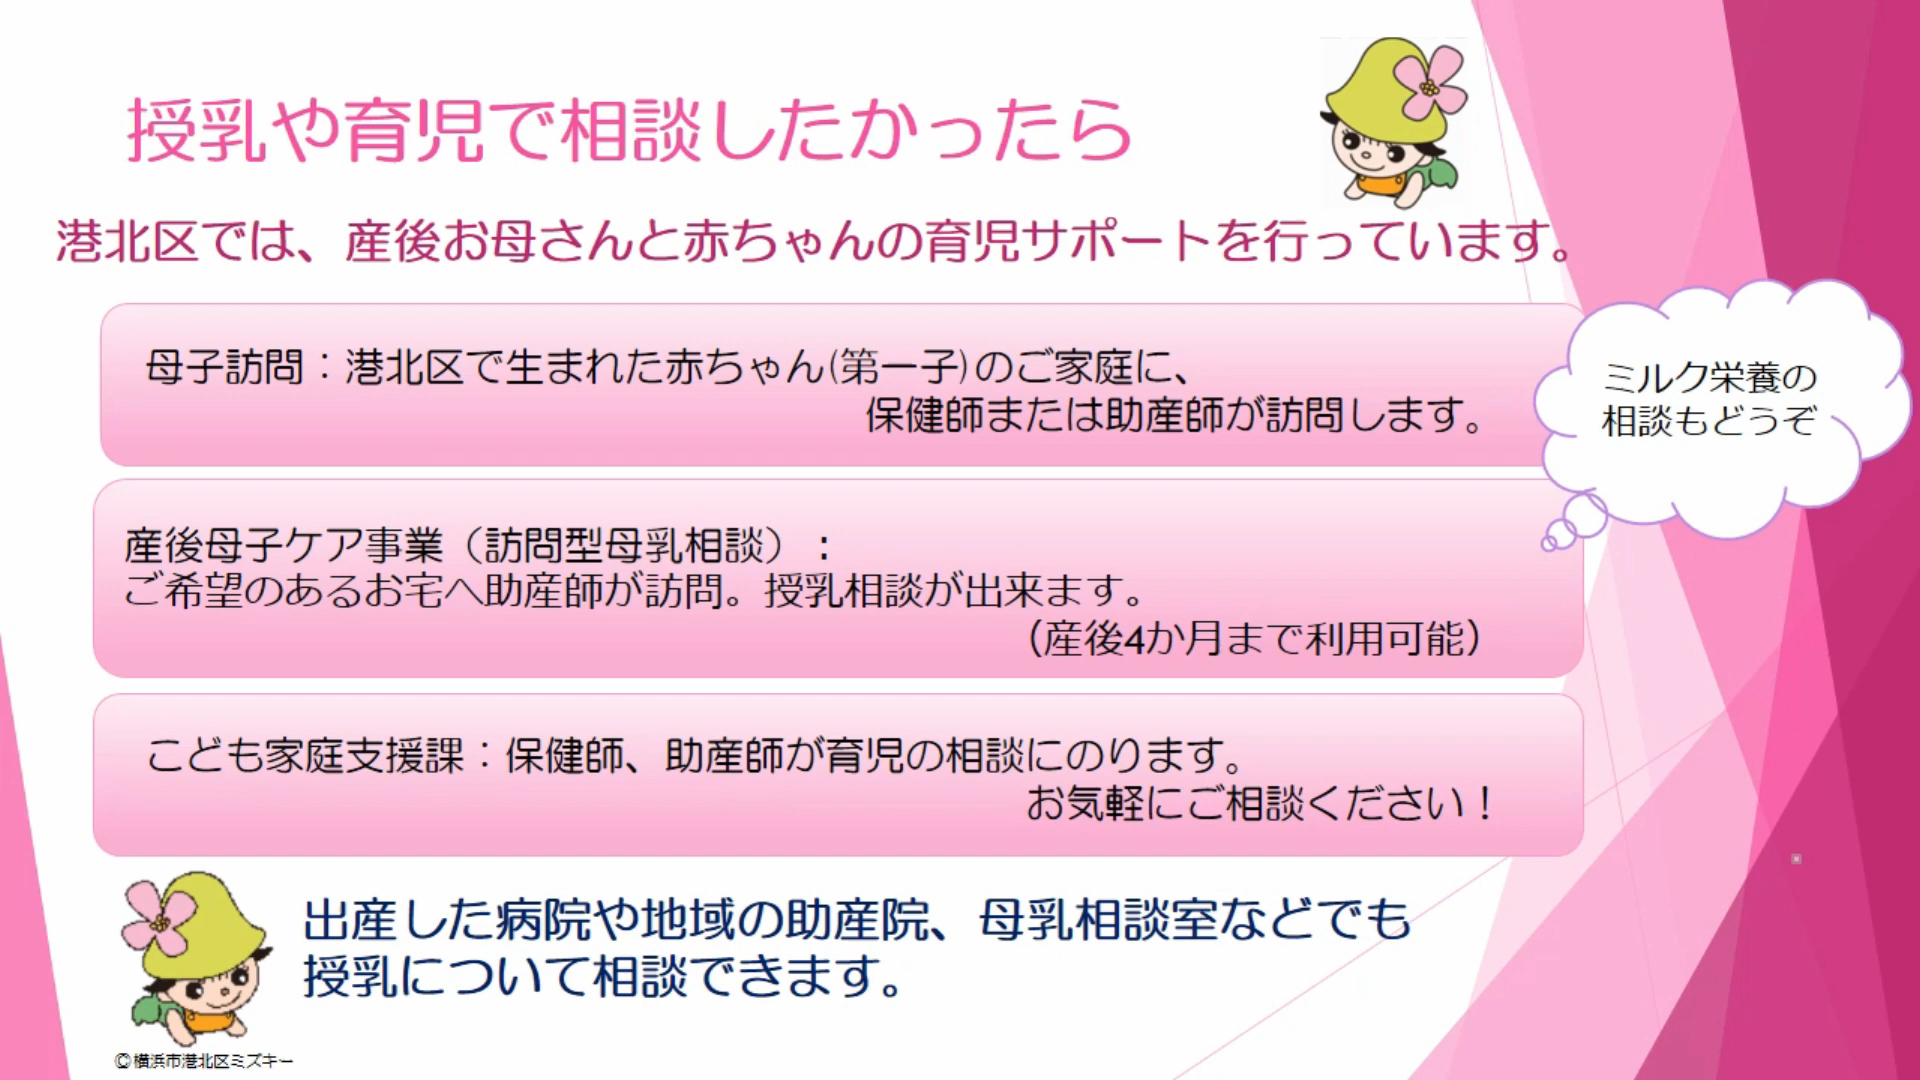 授乳や育児で相談したかったら
港北区では、産後お母さんと赤ちゃんの育児サポートを行っています。
母子訪問：港北区で生まれた赤ちゃん(第一子)のご家庭に、
保健師または助産師が訪問します。
ミルク栄養の
相談もどうぞ
産後母子ケア事業（訪問型母乳相談）：
ご希望のあるお宅へ助産師が訪問。授乳相談が出来ます。
（産後4か月まで利用可能）
こども家庭支援課：保健師、助産師が育児の相談にのります。
お気軽にご相談ください！
出産した病院や地域の助産院、母乳相談室などでも
授乳について相談できます。
©横浜市港北区ミズキー